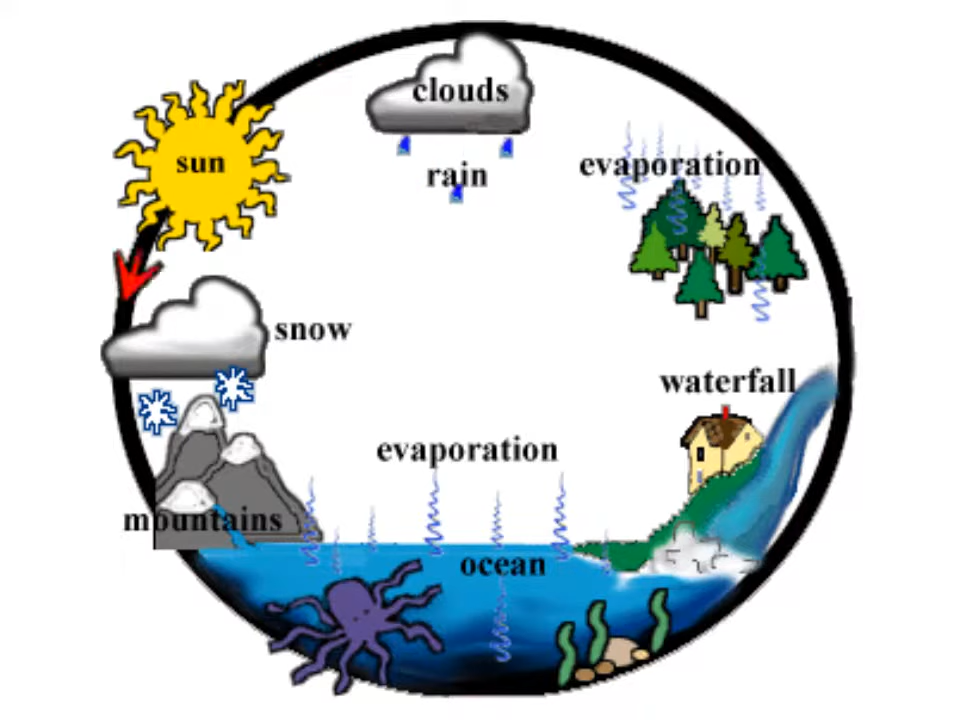 clouds
sun
rain
evaporation
snow
waterfall
evaporation
mountains
ocean